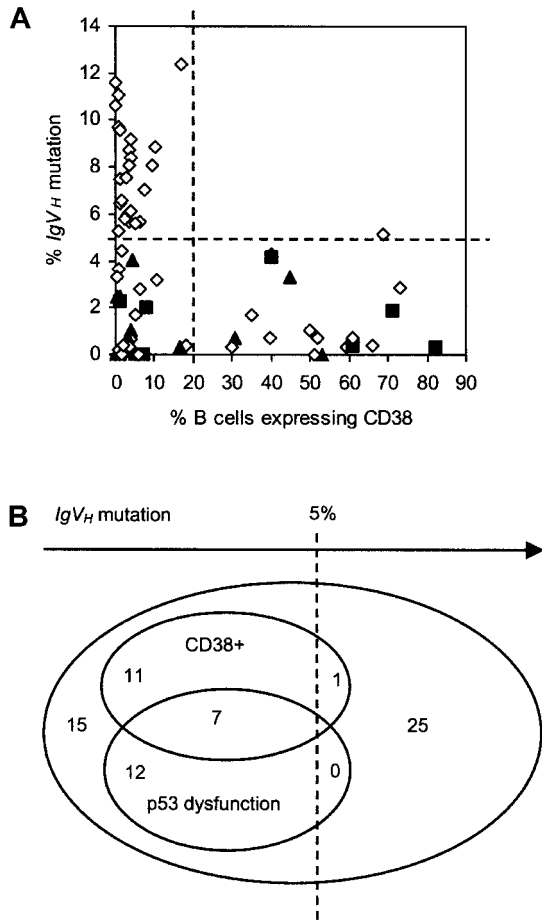 A
14
12
10
8
6
4
2
0
% IgVH mutation
0 10 20 30 40 50 60 70 80 90
% B cells expressing CD38
B
IgVH mutation 5%
CD38+
11 1
7
15 25
12 0
p53 dysfunction